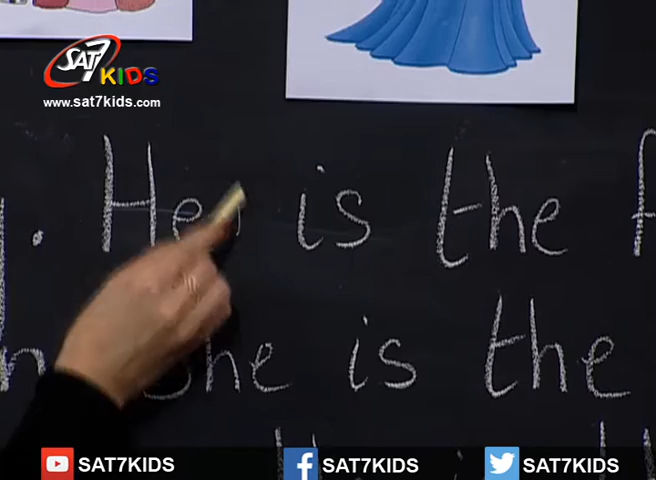 SAT7 KIDS
www.sat7kids.com
. He is the f
She is the
SAT7KIDS SAT7KIDS SAT7KIDS